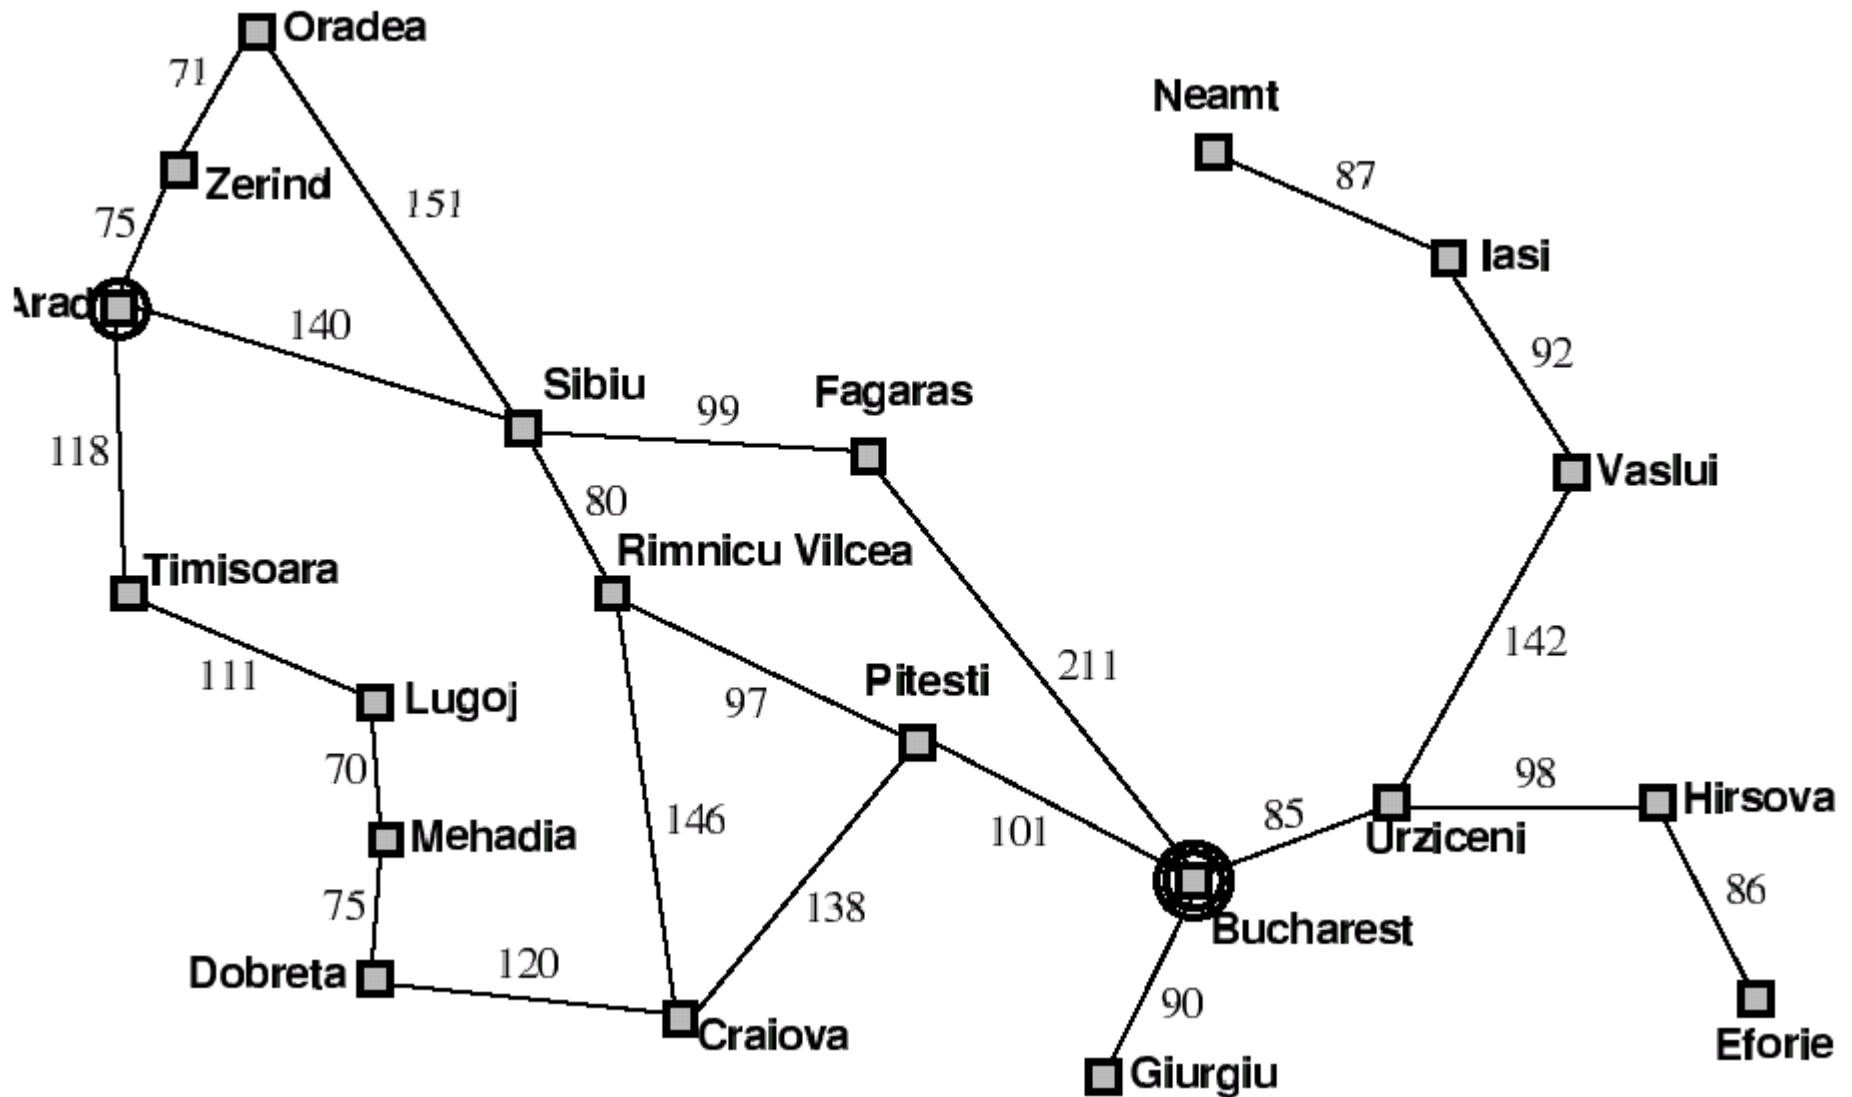 Oradea
71
Neamt
87
Zerind
151
75
Iasi
Arad
140
92
Sibiu
Fagaras
99
118
Vaslui
80
Rimnicu Vilcea
Timisoara
142
111
Pitesti
211
Lugoj
97
70
98
Hirsova
146
101
85
Urziceni
Mehadia
86
75
138
Bucharest
Dobreta
120
90
Craiova
Eforie
Giurgiu